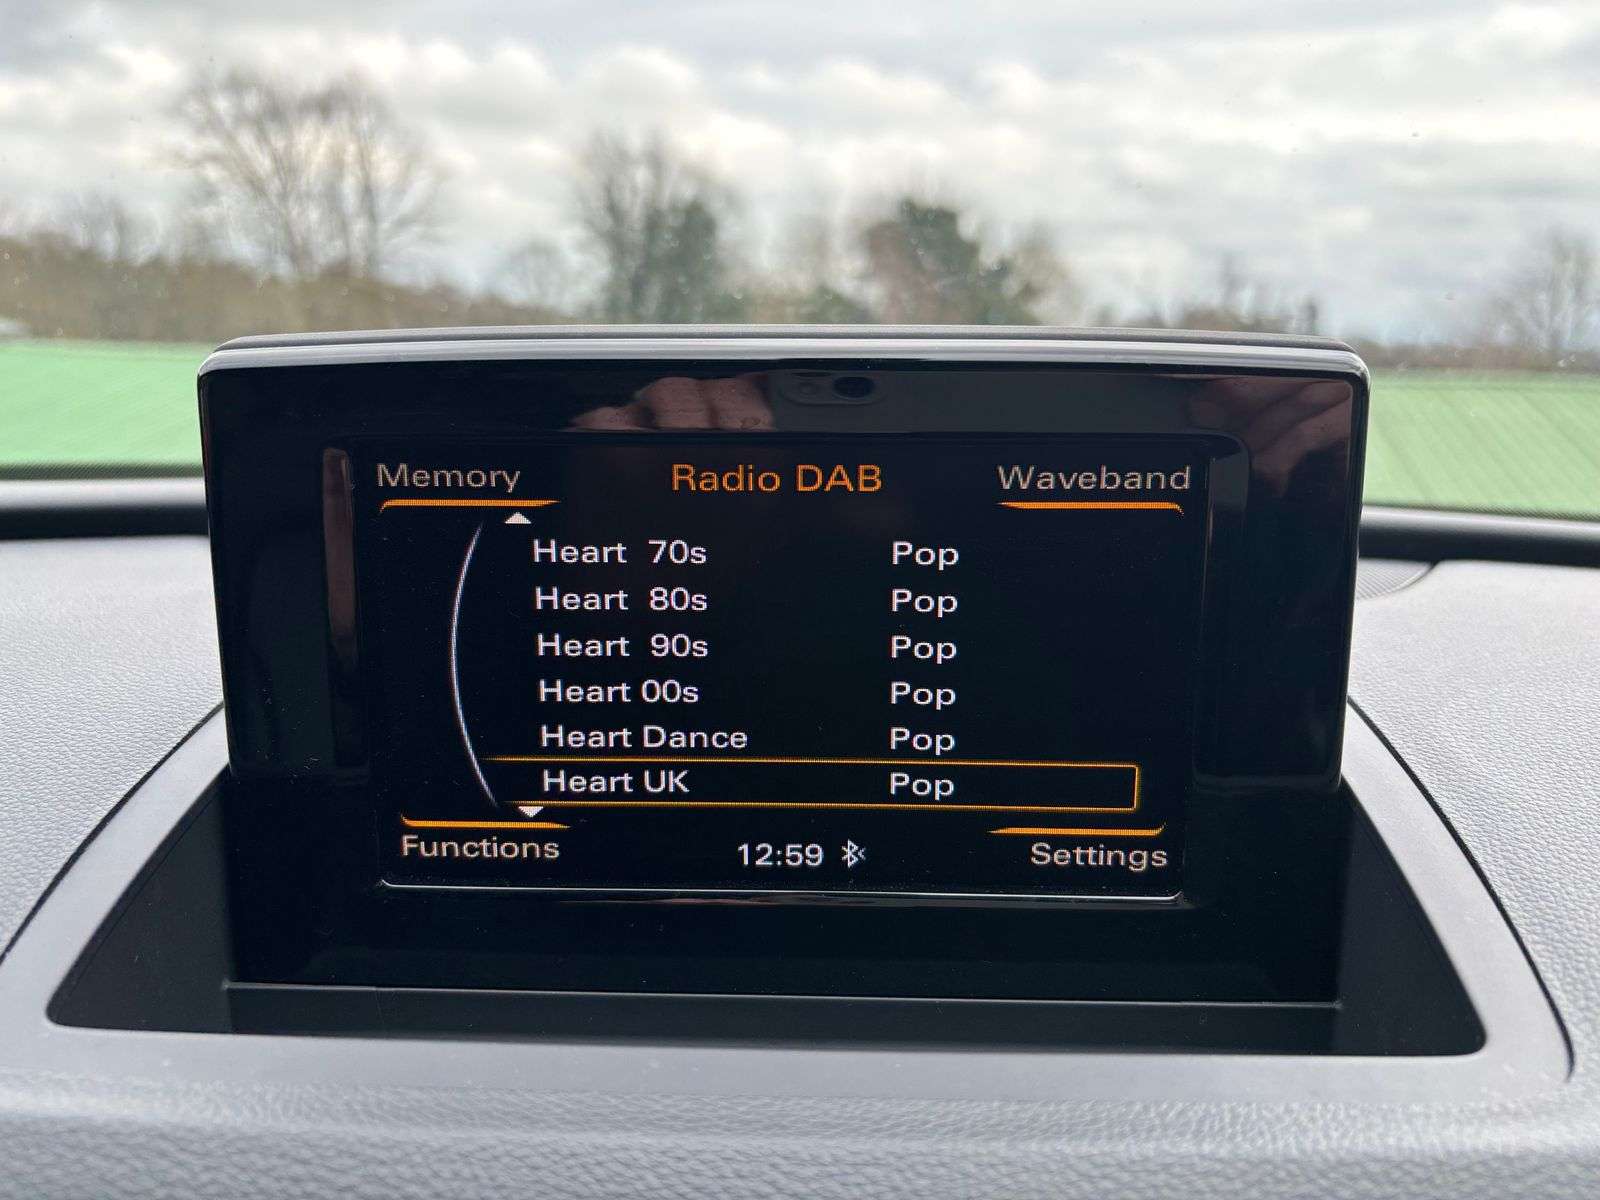 Memory Radio DAB Waveband
Heart 70s Pop
Heart 80s Pop
Heart 90s Pop
Heart 00s Pop
Heart Dance Pop
Heart UK Pop
Functions 12:59 Settings